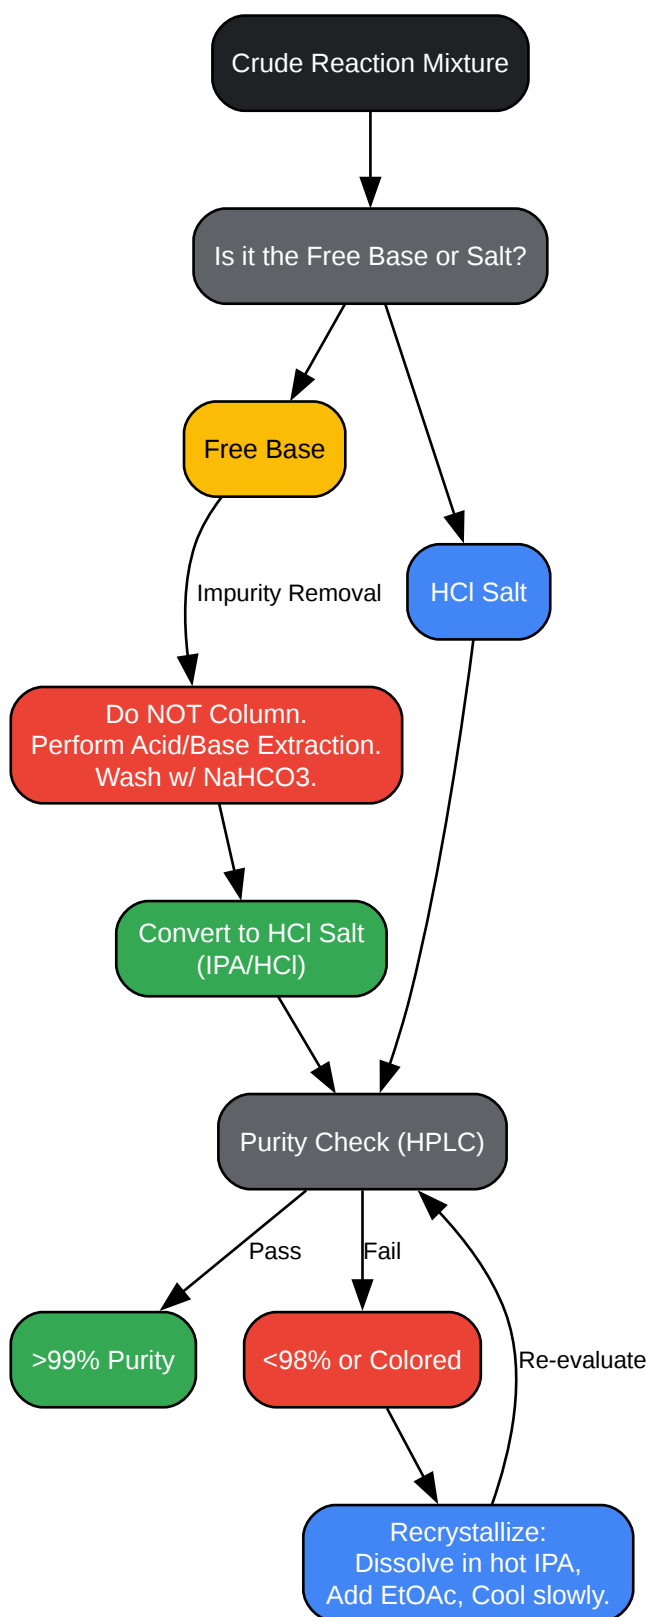 Crude Reaction Mixture
Is it the Free Base or Salt?
Free Base
Impurity Removal
HCl Salt
Do NOT Column.
Perform Acid/Base Extraction.
Wash w/ NaHCO3.
Convert to HCl Salt
(IPA/HCl)
Purity Check (HPLC)
Pass
Fail
>99% Purity
<98% or Colored
Re-evaluate
Recrystallize:
Dissolve in hot IPA,
Add EtOAc, Cool slowly.